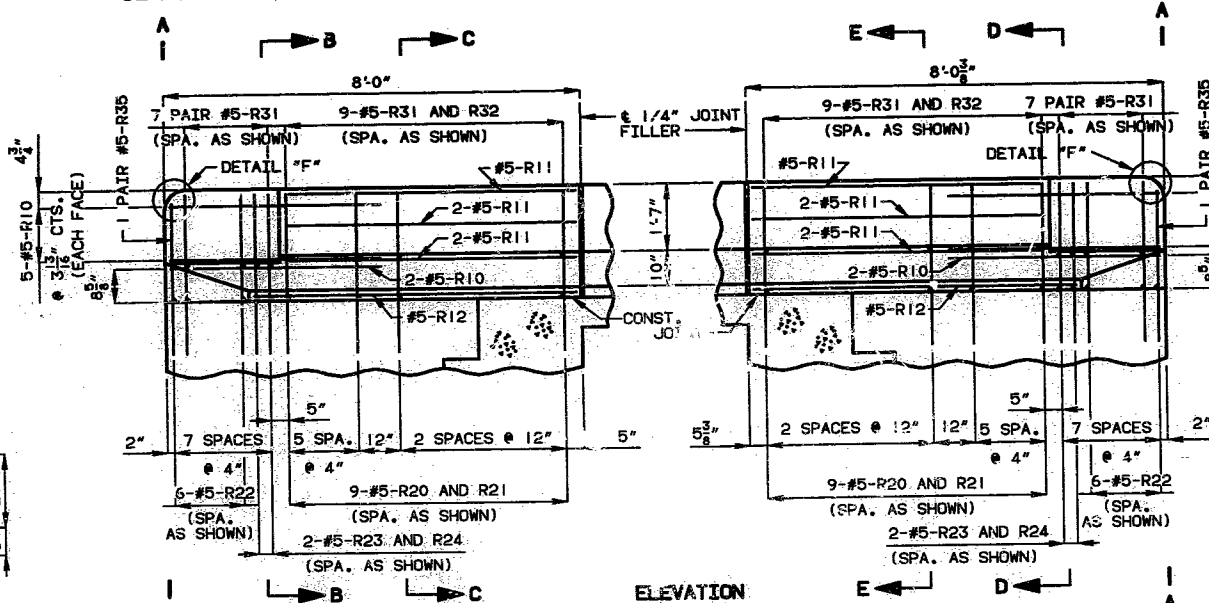 A
B
C
E
D
A
8'-0"
8'-0 3/8"
7 PAIR #5-R31
(SPA. AS SHOWN)
9-#5-R31 AND R32
(SPA. AS SHOWN)
¢ 1/4" JOINT
FILLER
9-#5-R31 AND R32
(SPA. AS SHOWN)
7 PAIR #5-R31
(SPA. AS SHOWN)
1 PAIR #5-R35
4 3/4"
5-#5-R10
@ 3 13/16" CTS.
(EACH FACE)
8 5/8"
DETAIL "F"
#5-R11
2-#5-R11
2-#5-R11
2-#5-R10
#5-R12
CONST.
1'-7"
10"
#5-R11
2-#5-R11
2-#5-R11
2-#5-R10
#5-R12
DETAIL "F"
1 PAIR #5-R35
2"
7 SPACES
@ 4"
5"
5 SPA.
@ 4"
12"
2 SPACES @ 12"
5"
5 3/8"
2 SPACES @ 12"
12"
5 SPA.
@ 4"
5"
7 SPACES
@ 4"
2"
6-#5-R22
(SPA.
AS SHOWN)
9-#5-R20 AND R21
(SPA. AS SHOWN)
9-#5-R20 AND R21
(SPA. AS SHOWN)
6-#5-R22
(SPA.
AS SHOWN)
2-#5-R23 AND R24
(SPA. AS SHOWN)
2-#5-R23 AND R24
(SPA. AS SHOWN)
B
C
ELEVATION
E
D